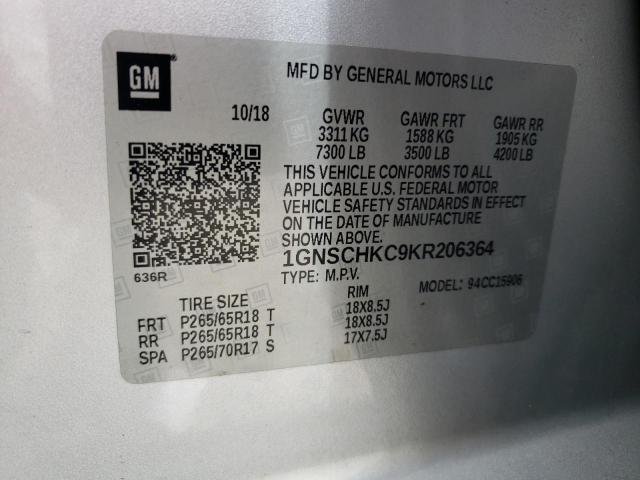 GM
MFD BY GENERAL MOTORS LLC
10/18 GVWR GAWR FRT GAWR RR
3311 KG 1588 KG 1905 KG
7300 LB 3500 LB 4200 LB
THIS VEHICLE CONFORMS TO ALL
APPLICABLE U.S. FEDERAL MOTOR
VEHICLE SAFETY STANDARDS IN EFFECT
ON THE DATE OF MANUFACTURE
SHOWN ABOVE.
1GNSCHKC9KR206364
636R
TYPE: M.P.V. MODEL: 94CC15906
TIRE SIZE RIM
FRT P265/65R18 T 18X8.5J
RR P265/65R18 T 18X8.5J
SPA P265/70R17 S 17X7.5J